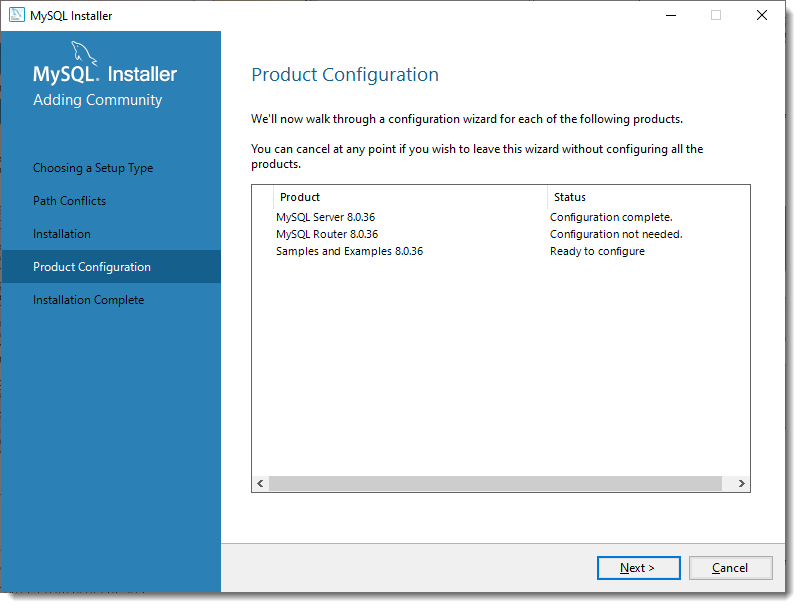 MySQL Installer
MySQL. Installer
Adding Community
Choosing a Setup Type
Path Conflicts
Installation
Product Configuration
Installation Complete
Product Configuration
We'll now walk through a configuration wizard for each of the following products.
You can cancel at any point if you wish to leave this wizard without configuring all the
products.
Product Status
MySQL Server 8.0.36 Configuration complete.
MySQL Router 8.0.36 Configuration not needed.
Samples and Examples 8.0.36 Ready to configure
Next >
Cancel